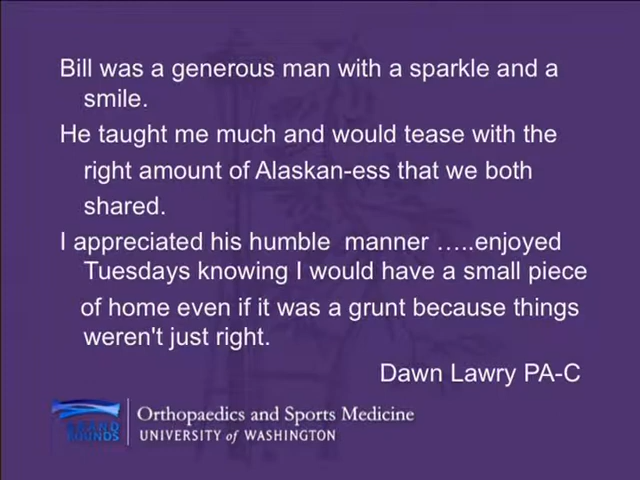 Bill was a generous man with a sparkle and a
smile.
He taught me much and would tease with the
right amount of Alaskan-ess that we both
shared.
I appreciated his humble  manner …..enjoyed
Tuesdays knowing I would have a small piece
of home even if it was a grunt because things
weren't just right.
Dawn Lawry PA-C
GRAND
ROUNDS
Orthopaedics and Sports Medicine
UNIVERSITY of WASHINGTON